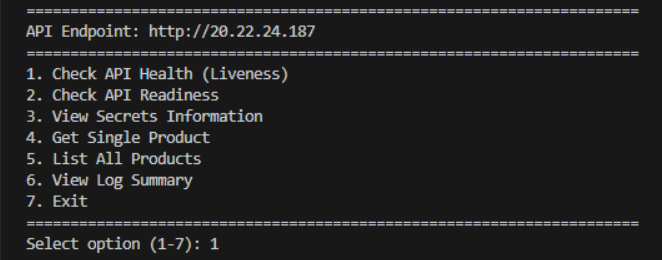 ======================================================================
API Endpoint: http://20.22.24.187
======================================================================
1. Check API Health (Liveness)
2. Check API Readiness
3. View Secrets Information
4. Get Single Product
5. List All Products
6. View Log Summary
7. Exit
======================================================================
Select option (1-7): 1